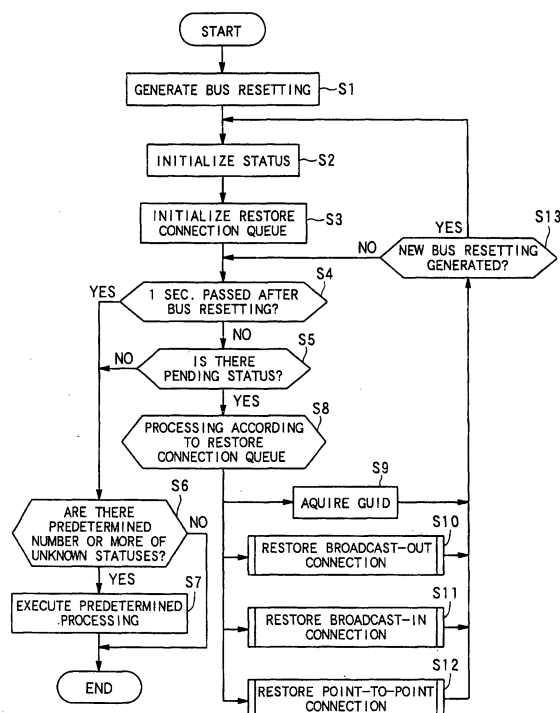 START
GENERATE BUS RESETTING
S1
INITIALIZE STATUS
S2
INITIALIZE RESTORE
CONNECTION QUEUE
S3
S13
YES
NO
NEW BUS RESETTING
GENERATED?
S4
YES
1 SEC. PASSED AFTER
BUS RESETTING?
NO
S5
NO
IS THERE
PENDING STATUS?
YES
S8
PROCESSING ACCORDING
TO RESTORE
CONNECTION QUEUE
S9
AQUIRE GUID
S6
ARE THERE
PREDETERMINED
NUMBER OR MORE OF
UNKNOWN STATUSES?
NO
S10
RESTORE BROADCAST-OUT
CONNECTION
YES
S7
EXECUTE PREDETERMINED
PROCESSING
S11
RESTORE BROADCAST-IN
CONNECTION
END
S12
RESTORE POINT-TO-POINT
CONNECTION